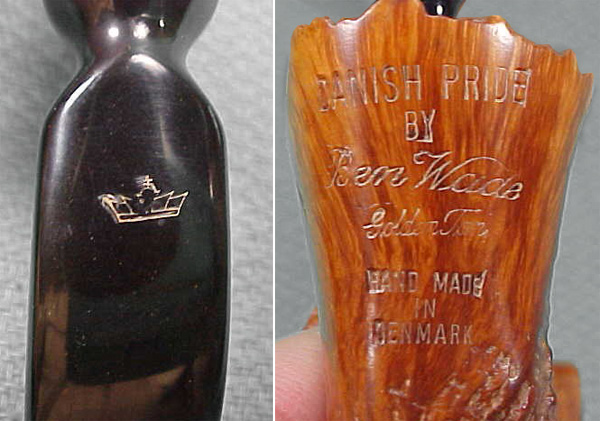 DANISH PRIDE
BY
Ben Wade
Golden Tan
HAND MADE
IN
DENMARK